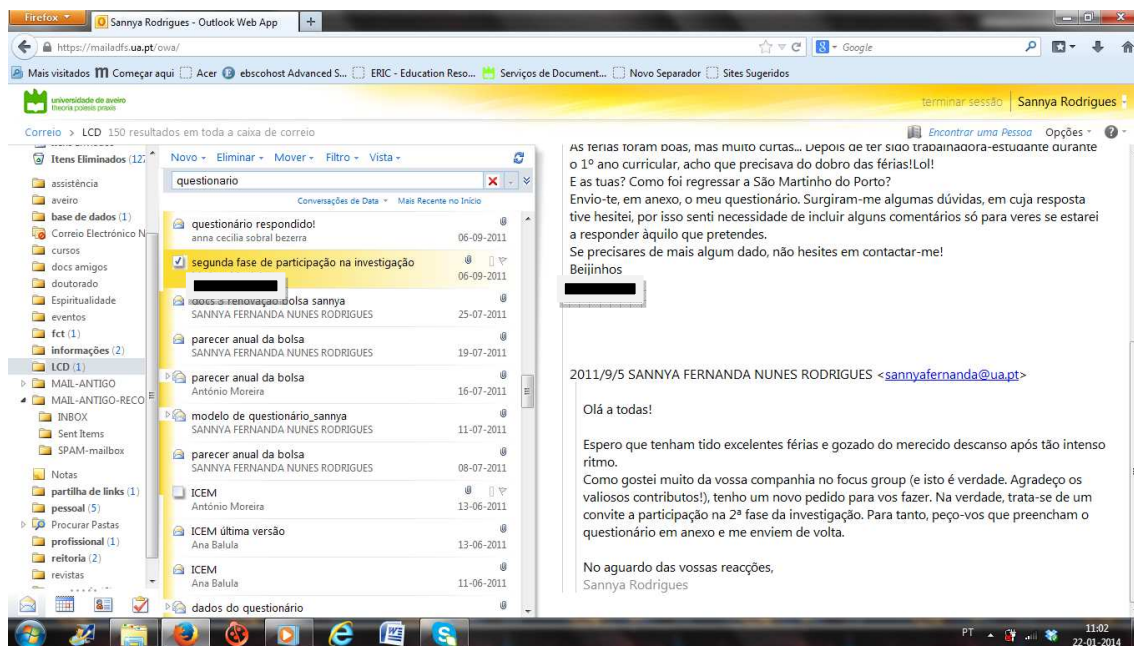 Firefox
Sannya Rodrigues - Outlook Web App
https://mailadfs.ua.pt/owa/
Google
Mais visitados Começar aqui Acer ebscohost Advanced S... ERIC - Education Reso... Serviços de Document... Novo Separador Sites Sugeridos
universidade de aveiro
theoria poiesis praxis
terminar sessão Sannya Rodrigues
Correio > LCD 150 resultados em toda a caixa de correio
Encontrar uma Pessoa Opções
Itens Eliminados (127
assistência
aveiro
base de dados (1)
Correio Electrónico N
cursos
docs amigos
doutorado
Espiritualidade
eventos
fct (1)
informações (2)
LCD (1)
MAIL-ANTIGO
MAIL-ANTIGO-RECO
INBOX
Sent Items
SPAM-mailbox
Notas
partilha de links (1)
pessoal (5)
Procurar Pastas
profissional (1)
reitoria (2)
revistas
Novo Eliminar Mover Filtro Vista
questionario
Conversações de Data Mais Recente no Início
questionário respondido!
anna cecilia sobral bezerra 06-09-2011
segunda fase de participação na investigação
06-09-2011
docs s renovação bolsa sannya
SANNYA FERNANDA NUNES RODRIGUES 25-07-2011
parecer anual da bolsa
SANNYA FERNANDA NUNES RODRIGUES 19-07-2011
parecer anual da bolsa
António Moreira 16-07-2011
modelo de questionário_sannya
SANNYA FERNANDA NUNES RODRIGUES 11-07-2011
parecer anual da bolsa
SANNYA FERNANDA NUNES RODRIGUES 08-07-2011
ICEM
António Moreira 13-06-2011
ICEM última versão
Ana Balula 13-06-2011
ICEM
Ana Balula 11-06-2011
dados do questionário
As férias foram boas, mas muito curtas... Depois de ter sido trabalhadora-estudante durante
o 1º ano curricular, acho que precisava do dobro das férias!Lol!
E as tuas? Como foi regressar a São Martinho do Porto?
Envio-te, em anexo, o meu questionário. Surgiram-me algumas dúvidas, em cuja resposta
tive hesitei, por isso senti necessidade de incluir alguns comentários só para veres se estarei
a responder àquilo que pretendes.
Se precisares de mais algum dado, não hesites em contactar-me!
Beijinhos
2011/9/5 SANNYA FERNANDA NUNES RODRIGUES <sannyafernanda@ua.pt>
Olá a todas!
Espero que tenham tido excelentes férias e gozado do merecido descanso após tão intenso
ritmo.
Como gostei muito da vossa companhia no focus group (e isto é verdade. Agradeço os
valiosos contributos!), tenho um novo pedido para vos fazer. Na verdade, trata-se de um
convite a participação na 2ª fase da investigação. Para tanto, peço-vos que preencham o
questionário em anexo e me enviem de volta.
No aguardo das vossas reacções,
Sannya Rodrigues
PT
11:02
22-01-2014